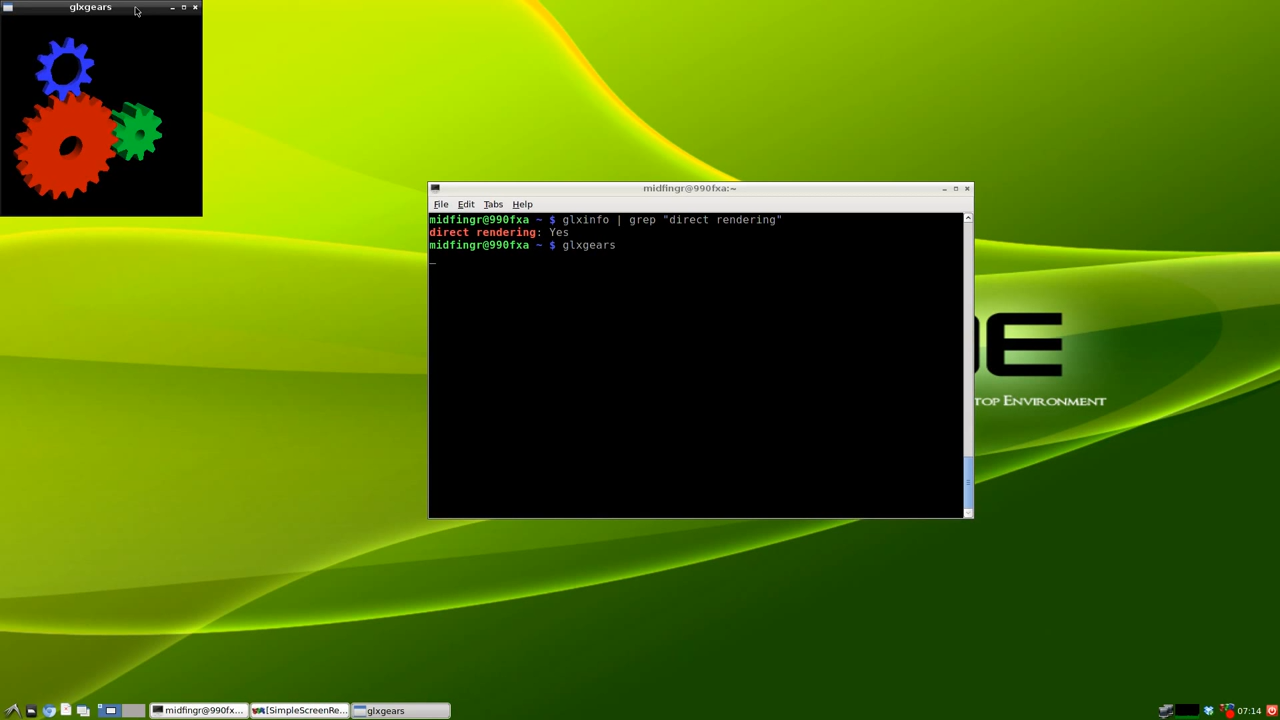 glxgears
midfingr@990fxa:~
File Edit Tabs Help
midfingr@990fxa ~ $ glxinfo | grep "direct rendering"
direct rendering: Yes
midfingr@990fxa ~ $ glxgears
E
TOP ENVIRONMENT
midfingr@990fx...
[SimpleScreenRe...
glxgears
07:14